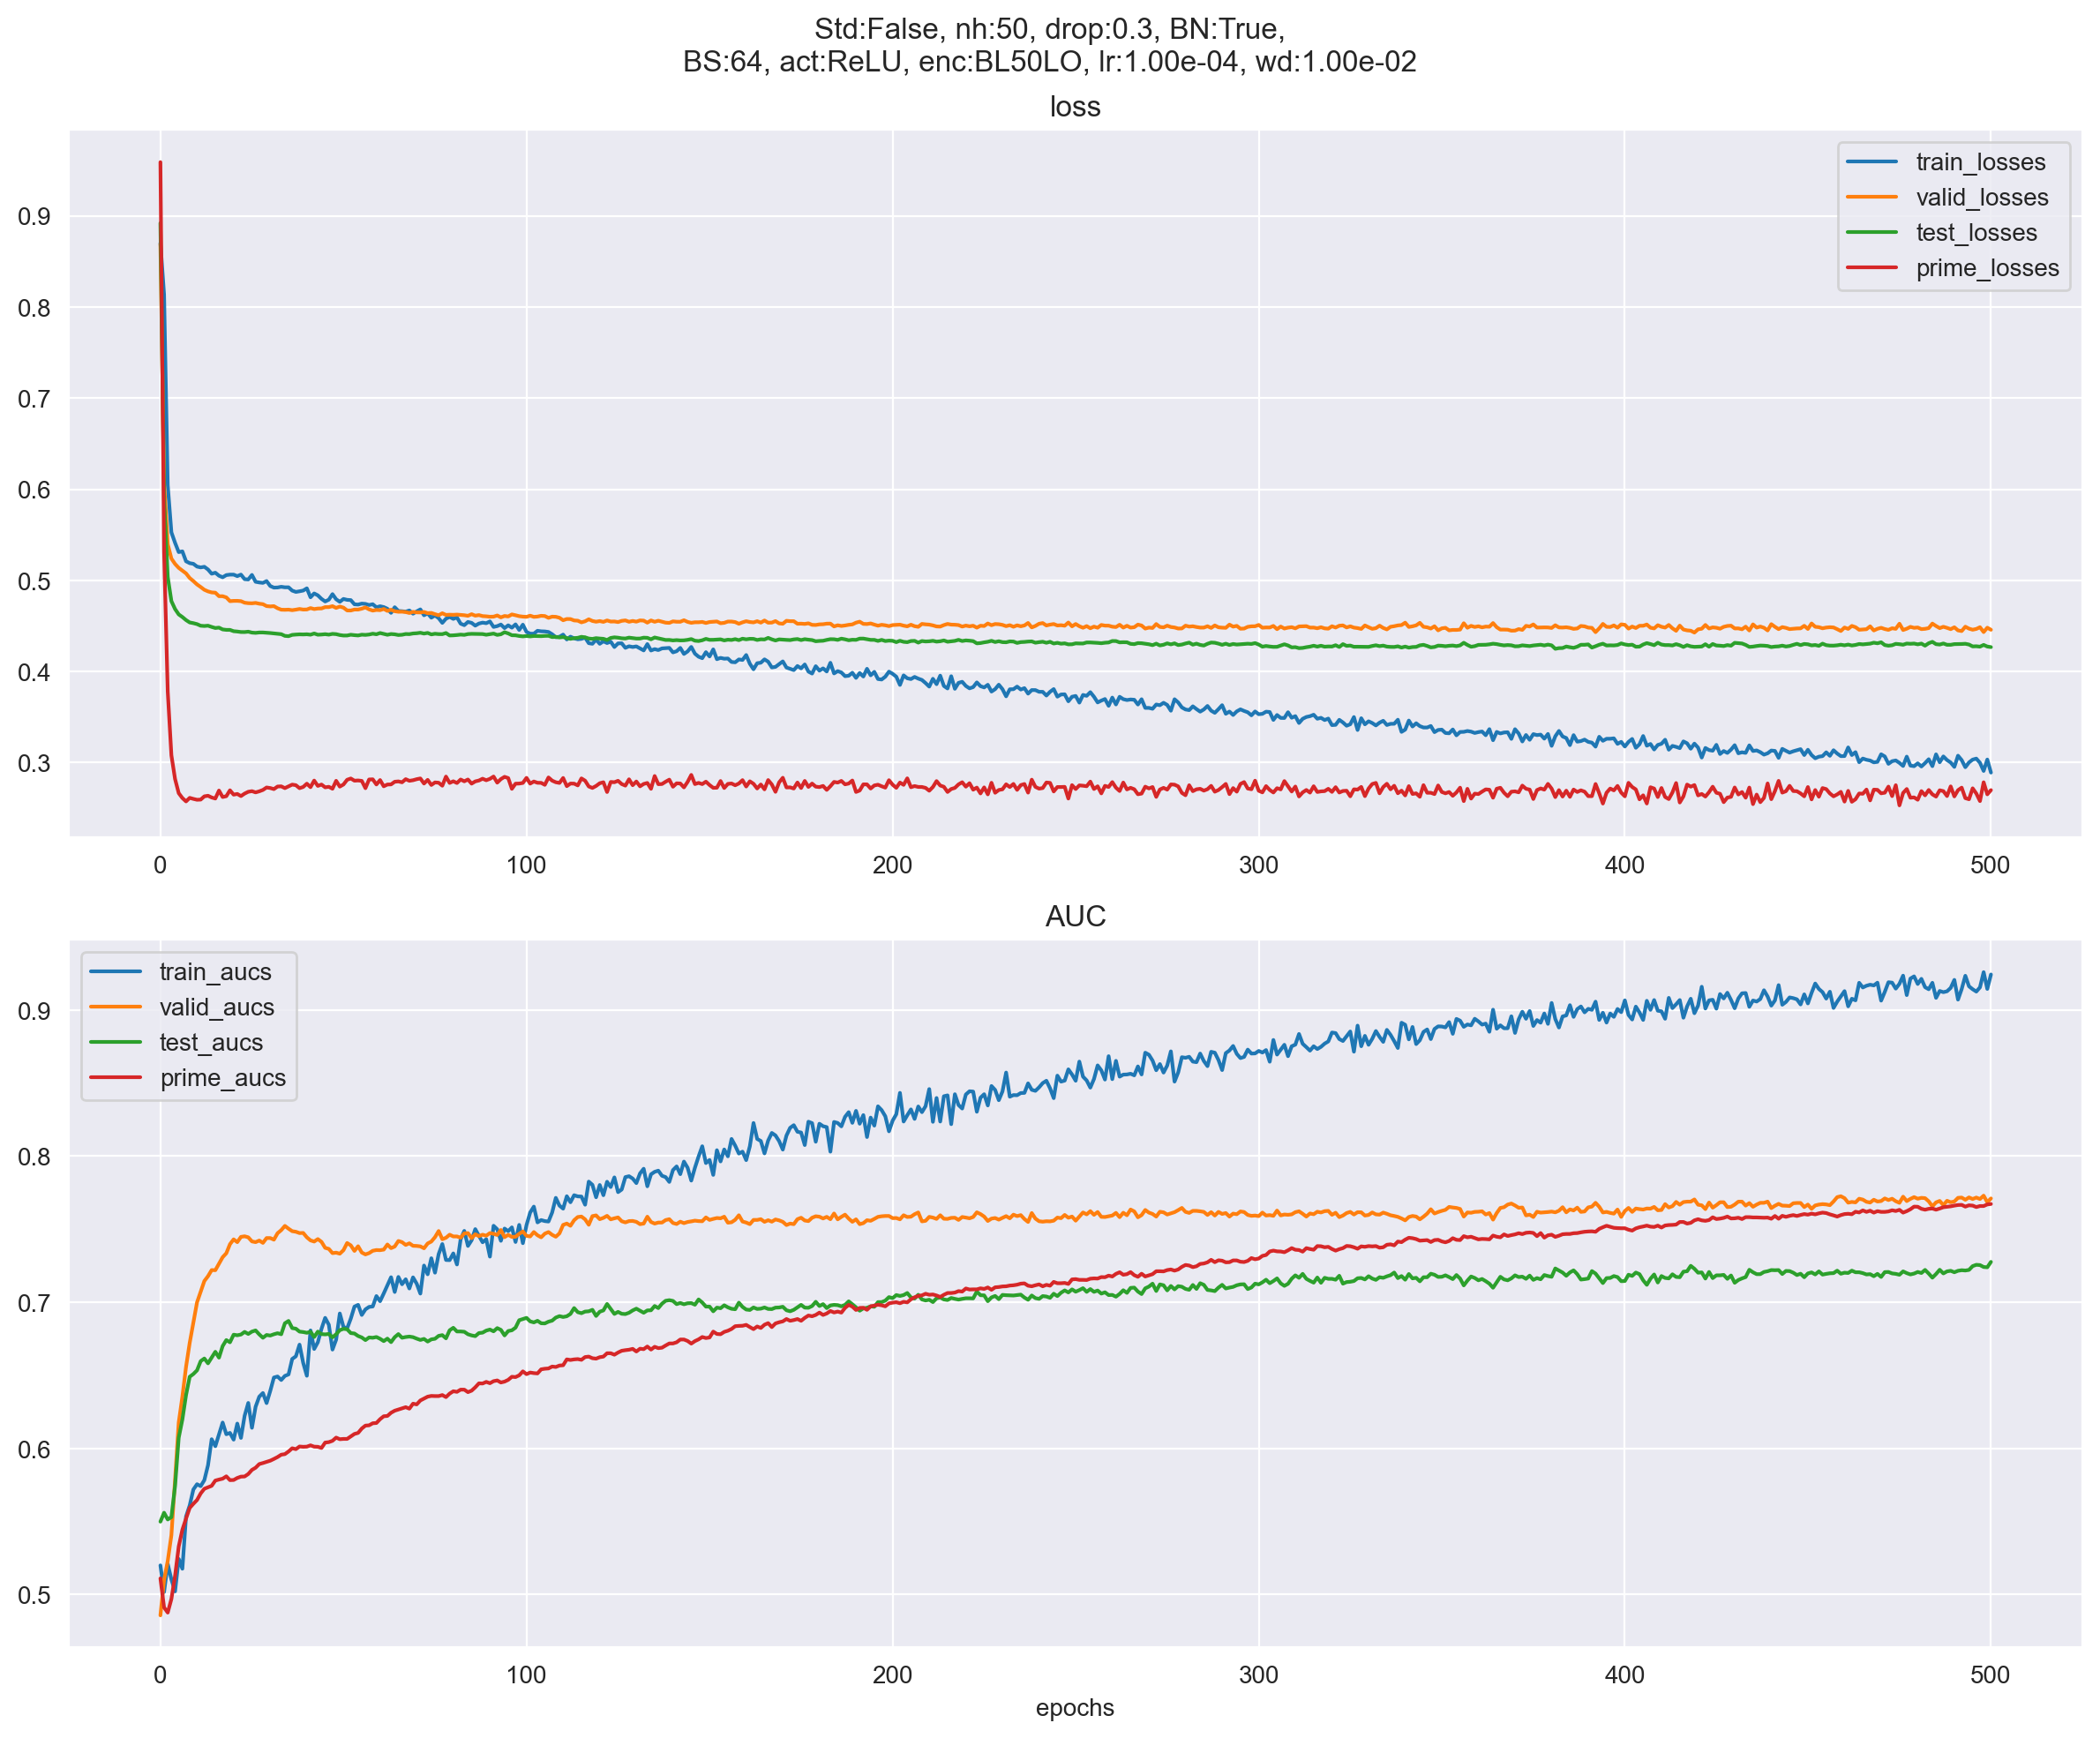 Std:False, nh:50, drop:0.3, BN:True,
BS:64, act:ReLU, enc:BL50LO, lr:1.00e-04, wd:1.00e-02
loss
train_losses
valid_losses
test_losses
prime_losses
0.9
0.8
0.7
0.6
0.5
0.4
0.3
0 100 200 300 400 500
AUC
train_aucs
valid_aucs
test_aucs
prime_aucs
0.9
0.8
0.7
0.6
0.5
0 100 200 300 400 500
epochs